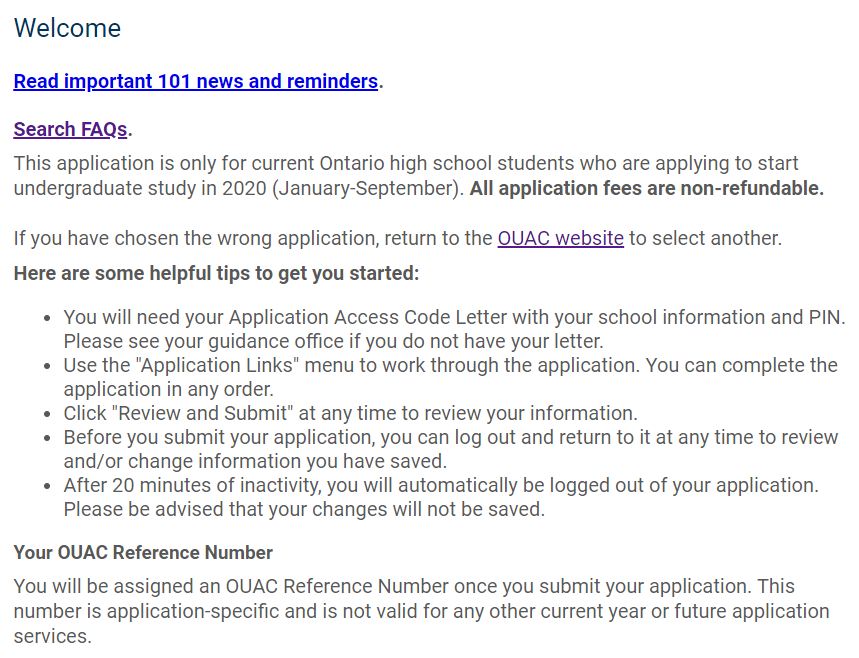 Welcome
Read important 101 news and reminders.
Search FAQs.
This application is only for current Ontario high school students who are applying to start
undergraduate study in 2020 (January-September). All application fees are non-refundable.
If you have chosen the wrong application, return to the OUAC website to select another.
Here are some helpful tips to get you started:
• You will need your Application Access Code Letter with your school information and PIN.
Please see your guidance office if you do not have your letter.
• Use the "Application Links" menu to work through the application. You can complete the
application in any order.
• Click "Review and Submit" at any time to review your information.
• Before you submit your application, you can log out and return to it at any time to review
and/or change information you have saved.
• After 20 minutes of inactivity, you will automatically be logged out of your application.
Please be advised that your changes will not be saved.
Your OUAC Reference Number
You will be assigned an OUAC Reference Number once you submit your application. This
number is application-specific and is not valid for any other current year or future application
services.